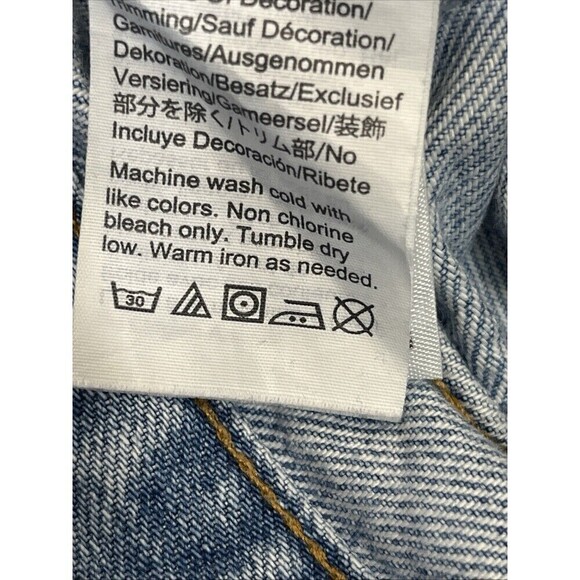 Decoration/
Trimming/Sauf Décoration/
Garnitures/Ausgenommen
Dekoration/Besatz/Exclusief
Versiering/Garneersel/装飾
部分を除く/トリム部/No
Incluye Decoración/Ribete
Machine wash cold with
like colors. Non chlorine
bleach only. Tumble dry
low. Warm iron as needed.
30